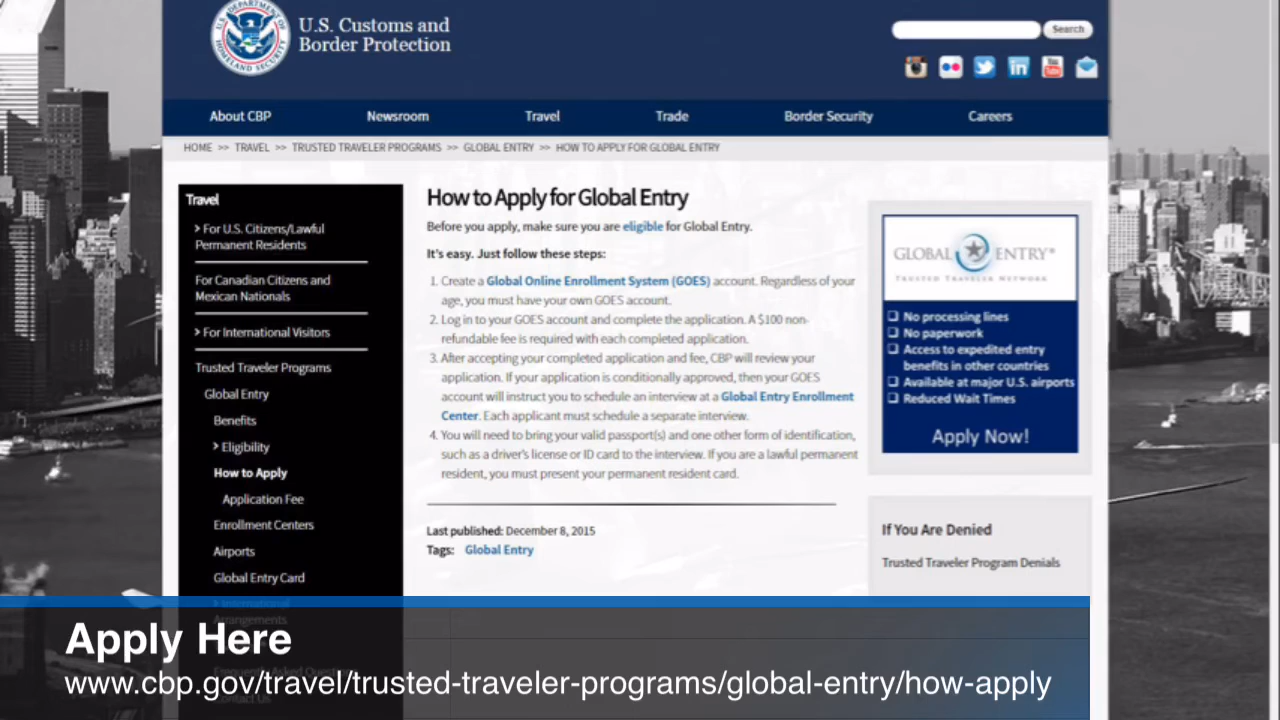 U.S. Customs and
Border Protection
Search
About CBP
Newsroom
Travel
Trade
Border Security
Careers
HOME >> TRAVEL >> TRUSTED TRAVELER PROGRAMS >> GLOBAL ENTRY >> HOW TO APPLY FOR GLOBAL ENTRY
Travel
> For U.S. Citizens/Lawful
Permanent Residents
For Canadian Citizens and
Mexican Nationals
> For International Visitors
Trusted Traveler Programs
Global Entry
Benefits
> Eligibility
How to Apply
Application Fee
Enrollment Centers
Airports
Global Entry Card
> International
Arrangements
Frequently Asked Questions
Contact Us
How to Apply for Global Entry
Before you apply, make sure you are eligible for Global Entry.
It's easy. Just follow these steps:
1. Create a Global Online Enrollment System (GOES) account. Regardless of your
age, you must have your own GOES account.
2. Log in to your GOES account and complete the application. A $100 non-
refundable fee is required with each completed application.
3. After accepting your completed application and fee, CBP will review your
application. If your application is conditionally approved, then your GOES
account will instruct you to schedule an interview at a Global Entry Enrollment
Center. Each applicant must schedule a separate interview.
4. You will need to bring your valid passport(s) and one other form of identification,
such as a driver's license or ID card to the interview. If you are a lawful permanent
resident, you must present your permanent resident card.
Last published: December 8, 2015
Tags: Global Entry
GLOBAL ENTRY®
TRUSTED TRAVELER NETWORK
No processing lines
No paperwork
Access to expedited entry
benefits in other countries
Available at major U.S. airports
Reduced Wait Times
Apply Now!
If You Are Denied
Trusted Traveler Program Denials
Apply Here
www.cbp.gov/travel/trusted-traveler-programs/global-entry/how-apply